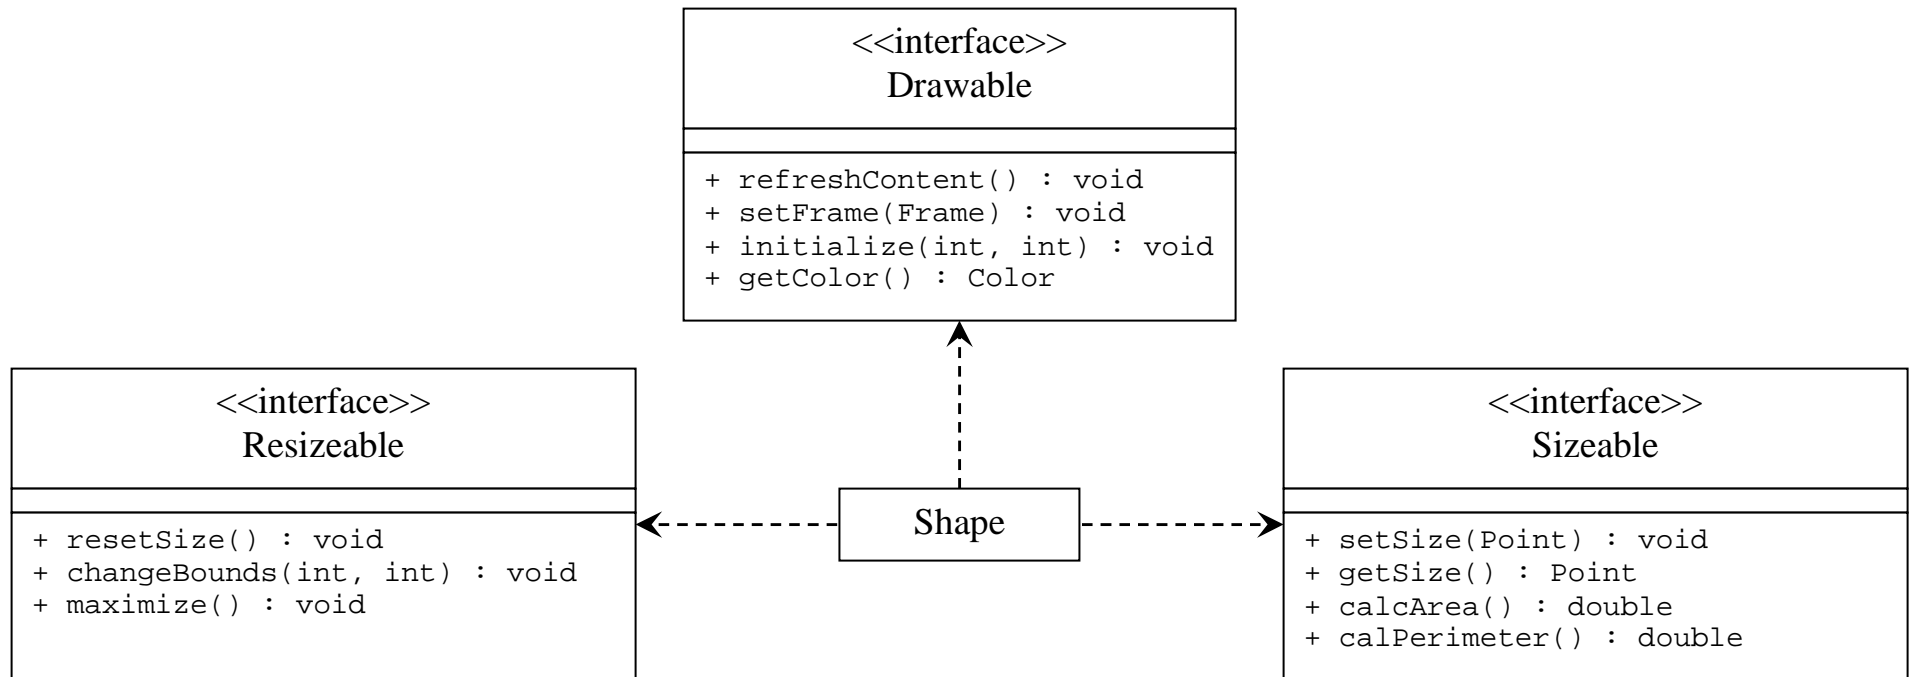 <<interface>>
Drawable
+ refreshContent() : void
+ setFrame(Frame) : void
+ initialize(int, int) : void
+ getColor() : Color
<<interface>>
Resizeable
+ resetSize() : void
+ changeBounds(int, int) : void
+ maximize() : void
Shape
<<interface>>
Sizeable
+ setSize(Point) : void
+ getSize() : Point
+ calcArea() : double
+ calPerimeter() : double